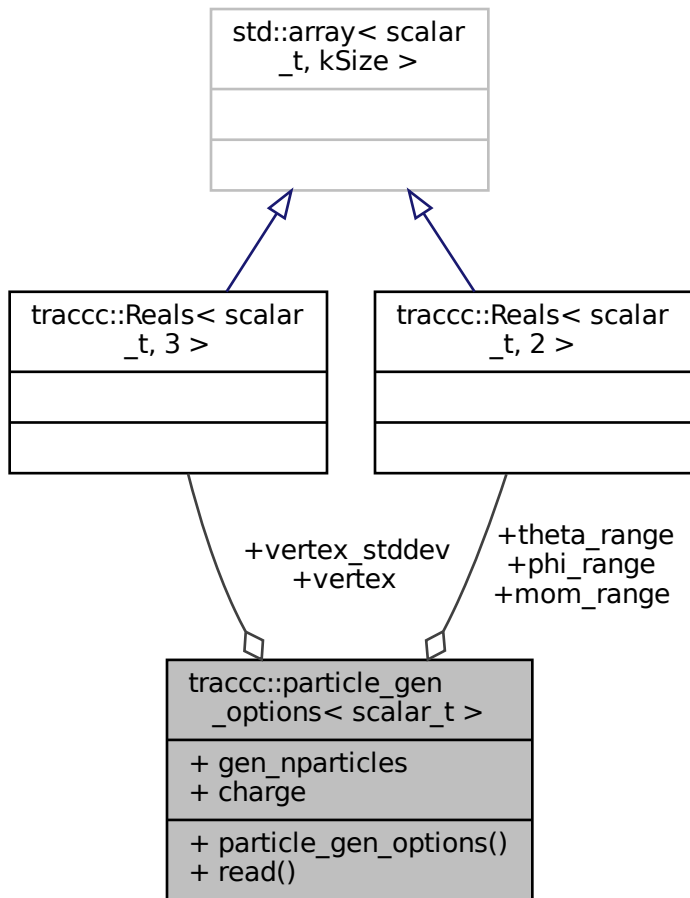 std::array< scalar
_t, kSize >
traccc::Reals< scalar
_t, 3 >
traccc::Reals< scalar
_t, 2 >
+vertex_stddev
+vertex
+theta_range
+phi_range
+mom_range
traccc::particle_gen
_options< scalar_t >
+ gen_nparticles
+ charge
+ particle_gen_options()
+ read()